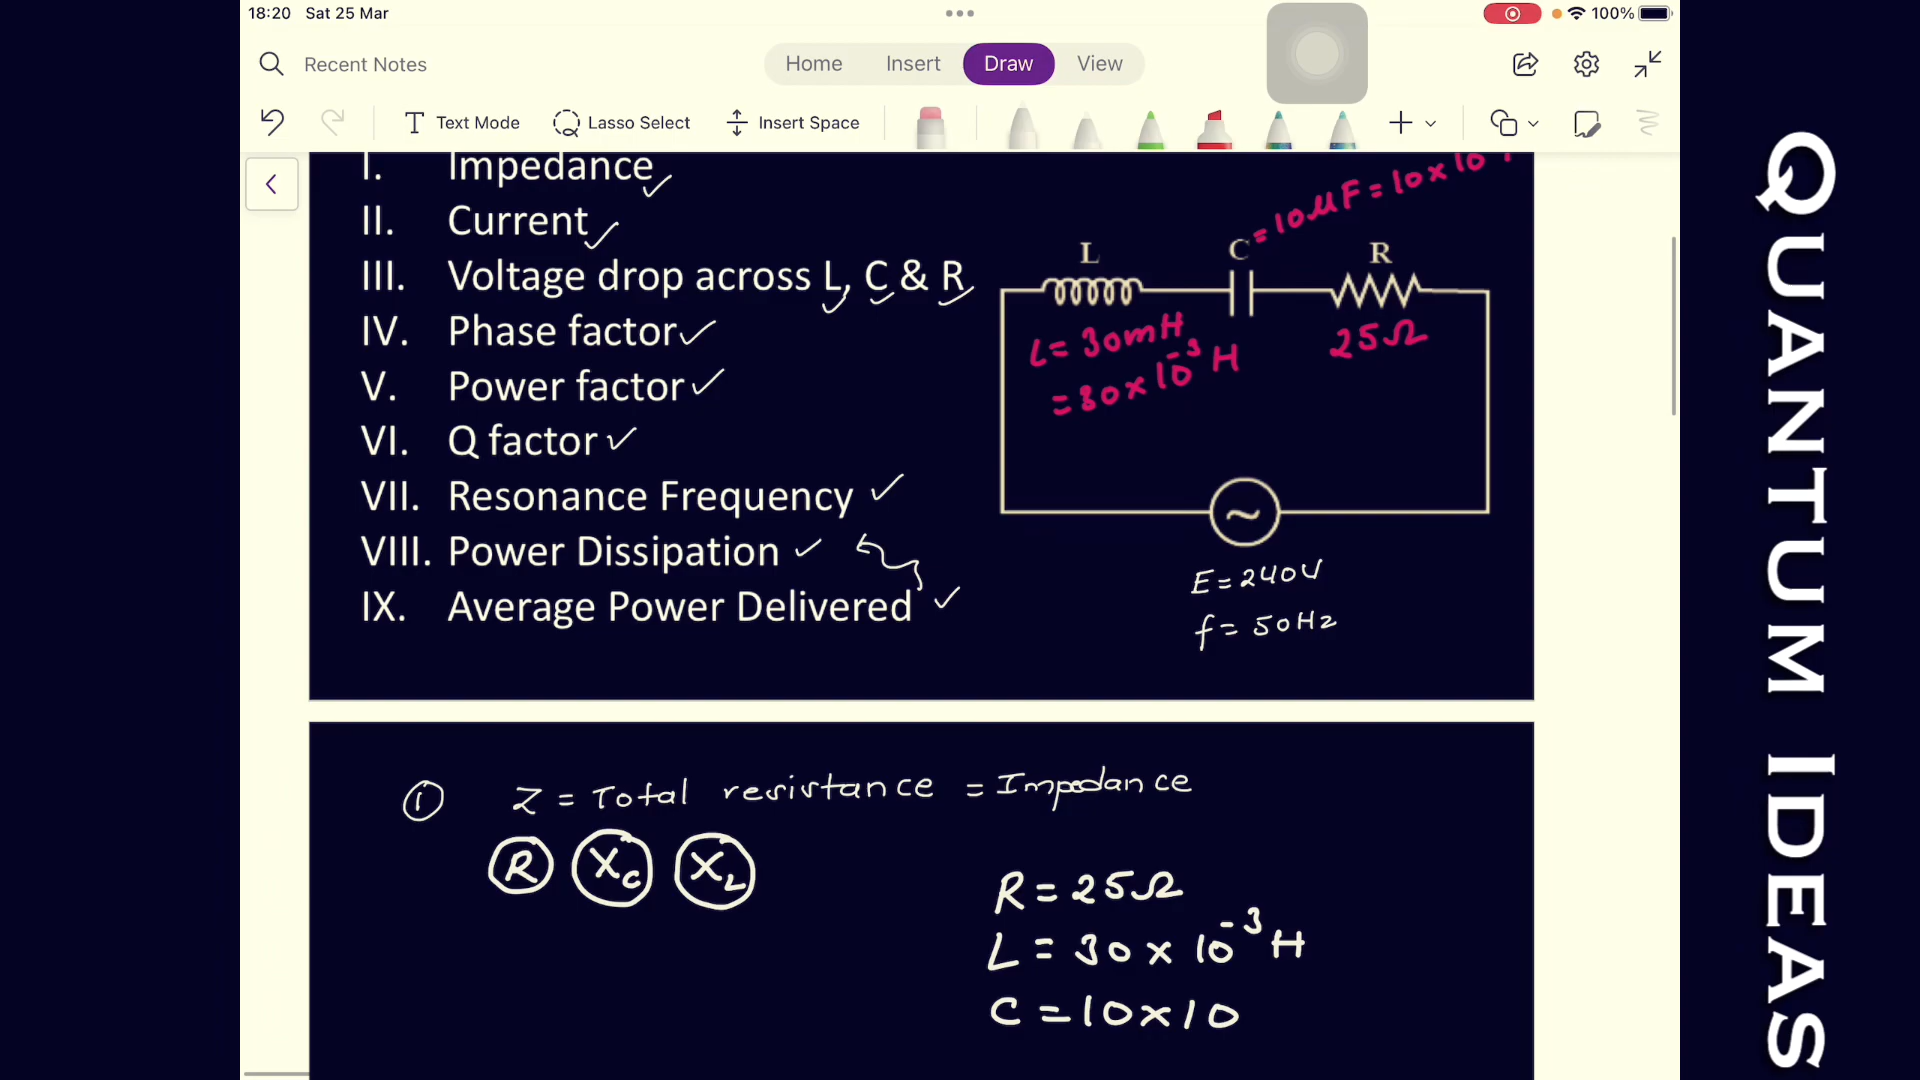 18:20 Sat 25 Mar
100%
Recent Notes
Home Insert Draw View
Text Mode Lasso Select Insert Space
I. Impedance
II. Current
III. Voltage drop across L, C & R
IV. Phase factor
V. Power factor
VI. Q factor
VII. Resonance Frequency
VIII. Power Dissipation
IX. Average Power Delivered
= 10μF = 10×10
L C R
L = 30mH
= 30×10⁻³ H
25Ω
~
E = 240V
f = 50Hz
① Z = Total resistance = Impedance
R Xc XL
R = 25Ω
L = 30 × 10⁻³ H
C = 10×10
QUANTUM IDEAS